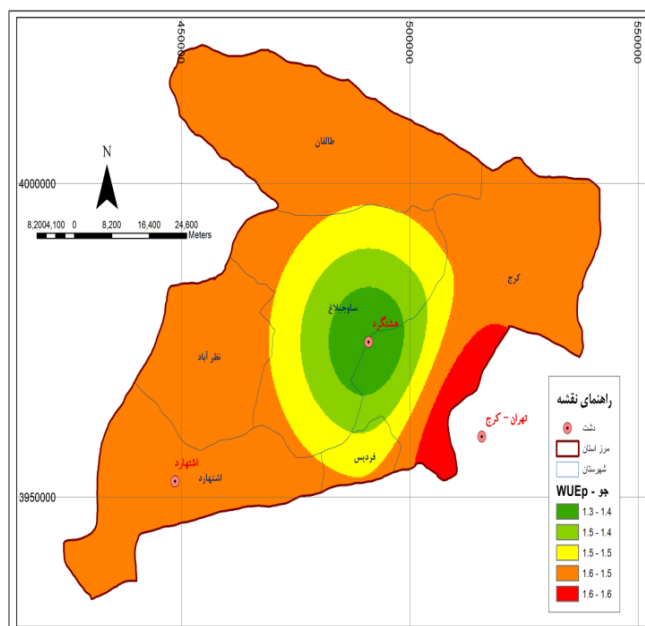 450000
500000
550000
4000000
3950000
N
8,2004,100 0 8,200 16,400 24,600
Meters
طالقان
کرج
ساوجبلاغ
هشتگرد
نظر آباد
تهران - کرج
فردیس
اشتهارد
اشتهارد
راهنمای نقشه
دشت
مرز استان
شهرستان
WUEp - جو
1.3 - 1.4
1.5 - 1.4
1.5 - 1.5
1.6 - 1.5
1.6 - 1.6